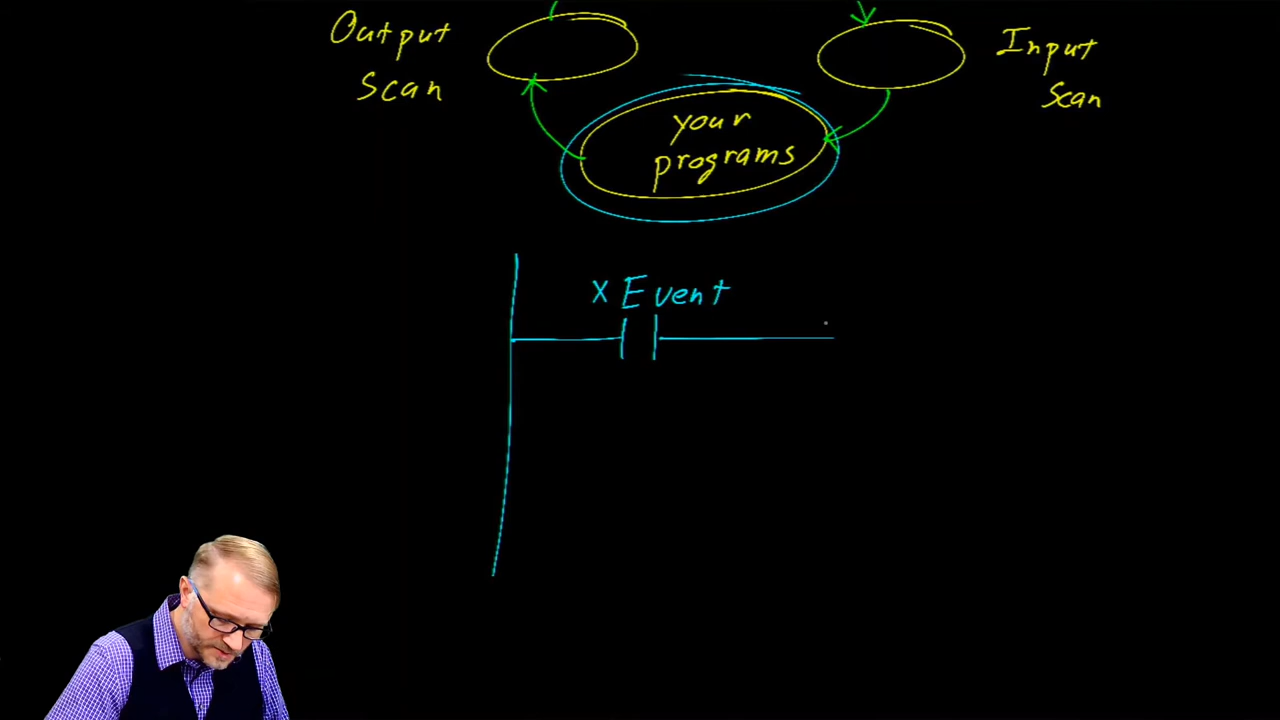 Output
Scan
Input
Scan
your
programs
x Event